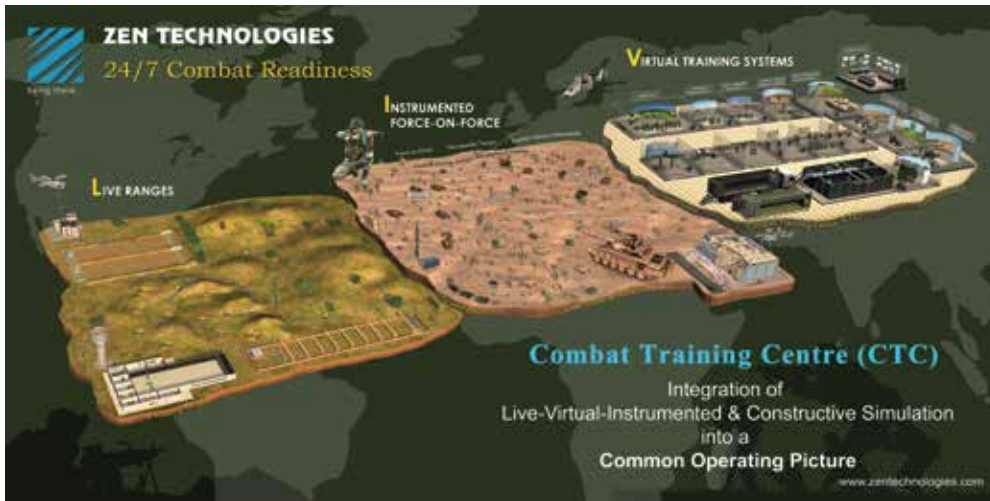 ZEN TECHNOLOGIES
24/7 Combat Readiness
VIRTUAL TRAINING SYSTEMS
INSTRUMENTED
FORCE-ON-FORCE
LIVE RANGES
Combat Training Centre (CTC)
Integration of
Live-Virtual-Instrumented & Constructive Simulation
into a
Common Operating Picture
www.zentechnologies.com